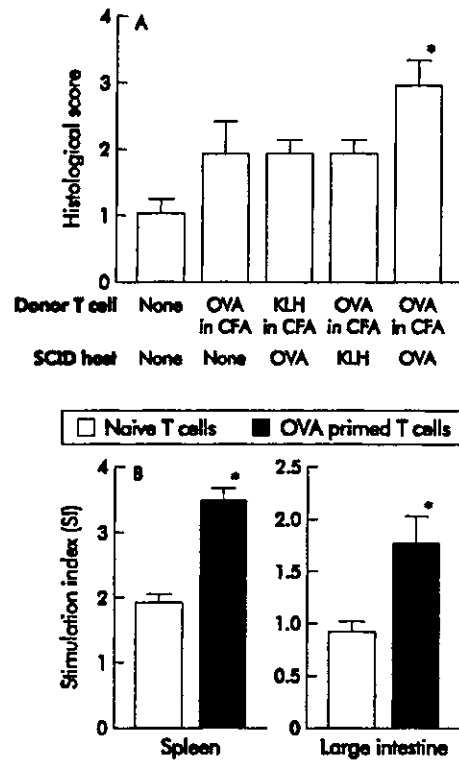 A
*
Histological score
4
3
2
1
0
Donor T cell None OVA in CFA KLH in CFA OVA in CFA OVA in CFA
SCID host None None OVA KLH OVA
Naive T cells OVA primed T cells
B
Stimulation index (SI)
4
3
2
1
0
*
Spleen
2.5
2.0
1.5
1.0
0.5
0
*
Large intestine